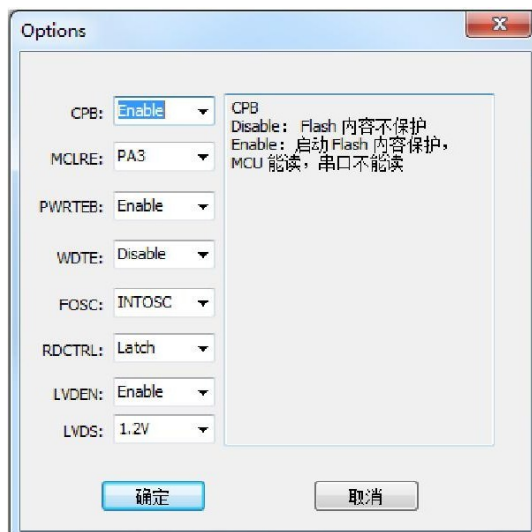 Options
CPB: Enable
MCLRE: PA3
PWRTEB: Enable
WDTE: Disable
FOSC: INTOSC
RDCTRL: Latch
LVDEN: Enable
LVDS: 1.2V
CPB
Disable: Flash 内容不保护
Enable: 启动 Flash 内容保护,
MCU 能读, 串口不能读
确定
取消